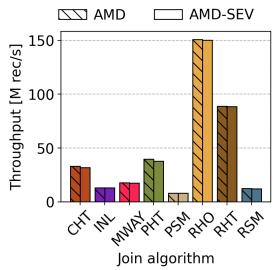 AMD AMD-SEV
Throughput [M rec/s]
150
100
50
0
CHT INL MWAY PHT PSM RHO RHT RSM
Join algorithm